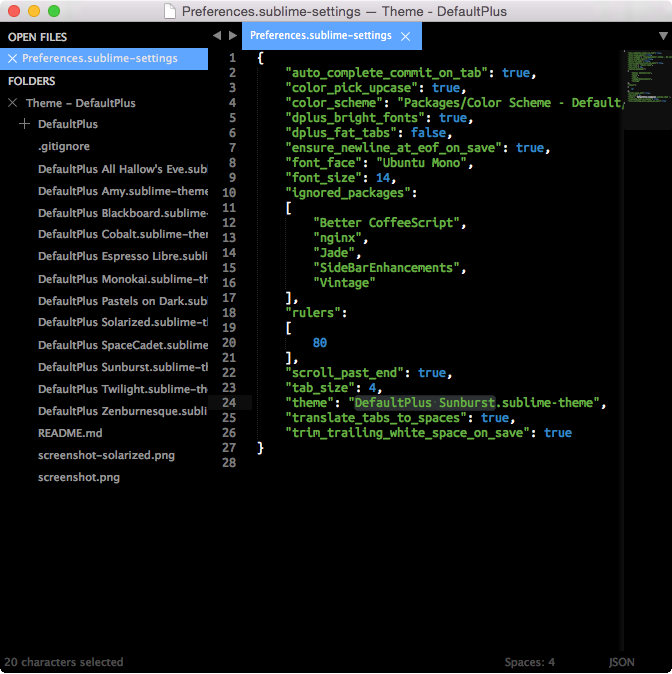 Preferences.sublime-settings — Theme - DefaultPlus
OPEN FILES
Preferences.sublime-settings
FOLDERS
Theme - DefaultPlus
DefaultPlus
.gitignore
DefaultPlus All Hallow's Eve.subl
DefaultPlus Amy.sublime-theme
DefaultPlus Blackboard.sublime-
DefaultPlus Cobalt.sublime-ther
DefaultPlus Espresso Libre.sublir
DefaultPlus Monokai.sublime-th
DefaultPlus Pastels on Dark.subl
DefaultPlus Solarized.sublime-th
DefaultPlus SpaceCadet.sublime-
DefaultPlus Sunburst.sublime-th
DefaultPlus Twilight.sublime-the
DefaultPlus Zenburnesque.subli
README.md
screenshot-solarized.png
screenshot.png
Preferences.sublime-settings
1 {
2 "auto_complete_commit_on_tab": true,
3 "color_pick_upcase": true,
4 "color_scheme": "Packages/Color Scheme - Default/
5 "dplus_bright_fonts": true,
6 "dplus_fat_tabs": false,
7 "ensure_newline_at_eof_on_save": true,
8 "font_face": "Ubuntu Mono",
9 "font_size": 14,
10 "ignored_packages":
11 [
12 "Better CoffeeScript",
13 "nginx",
14 "Jade",
15 "SideBarEnhancements",
16 "Vintage"
17 ],
18 "rulers":
19 [
20 80
21 ],
22 "scroll_past_end": true,
23 "tab_size": 4,
24 "theme": "DefaultPlus Sunburst.sublime-theme",
25 "translate_tabs_to_spaces": true,
26 "trim_trailing_white_space_on_save": true
27 }
28
20 characters selected
Spaces: 4
JSON